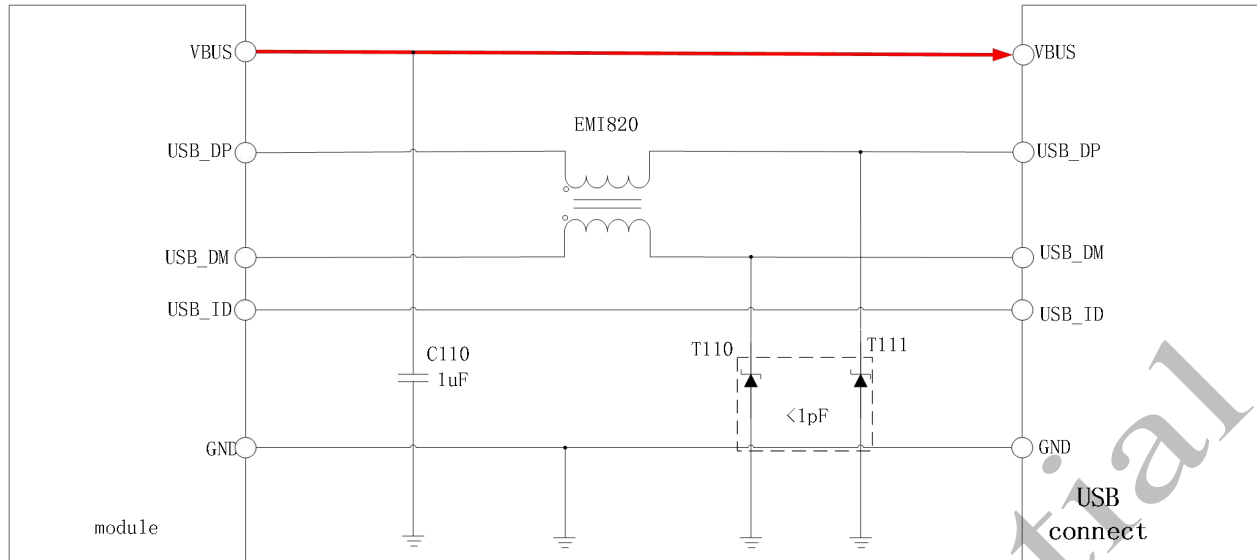 VBUS
VBUS
EMI820
USB_DP
USB_DP
USB_DM
USB_DM
USB_ID
USB_ID
T110
T111
C110
1uF
<1pF
GND
GND
USB
connect
module
tial